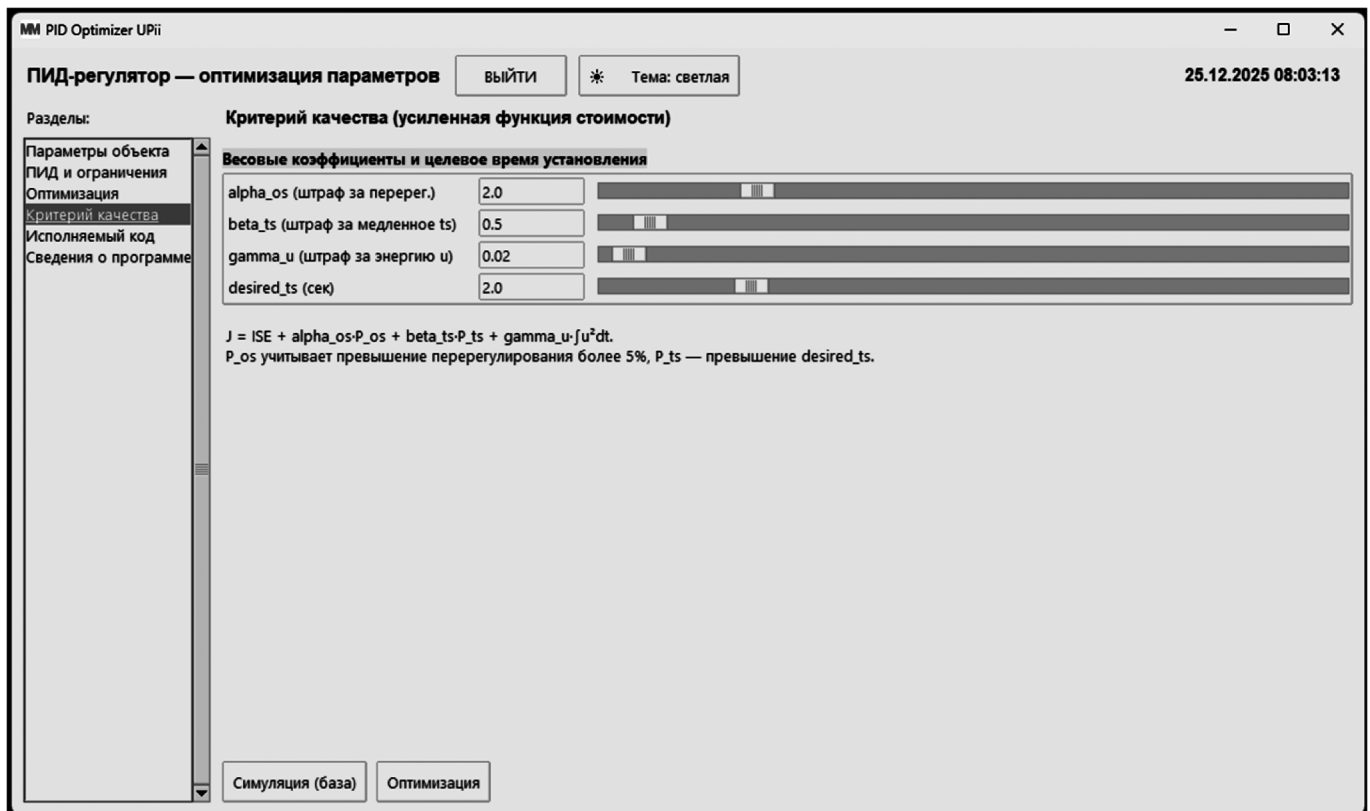 MM PID Optimizer UPii
ПИД-регулятор — оптимизация параметров
ВЫЙТИ
☀ Тема: светлая
25.12.2025 08:03:13
Разделы:
Параметры объекта
ПИД и ограничения
Оптимизация
Критерий качества
Исполняемый код
Сведения о программе
Критерий качества (усиленная функция стоимости)
Весовые коэффициенты и целевое время установления
alpha_os (штраф за перерег.) 2.0
beta_ts (штраф за медленное ts) 0.5
gamma_u (штраф за энергию u) 0.02
desired_ts (сек) 2.0
J = ISE + alpha_os·P_os + beta_ts·P_ts + gamma_u·∫u²dt.
P_os учитывает превышение перерегулирования более 5%, P_ts — превышение desired_ts.
Симуляция (база)
Оптимизация